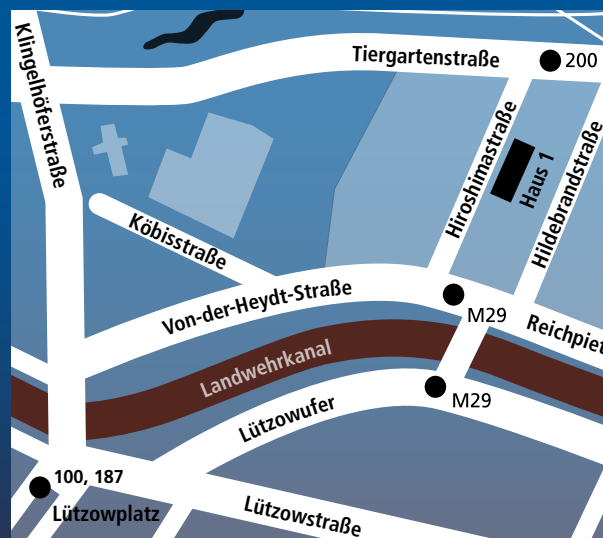 Klingelhöferstraße
Tiergartenstraße
200
Hiroshimastraße
Haus 1
Hildebrandstraße
Köbisstraße
Von-der-Heydt-Straße
M29
Reichpiet
Landwehrkanal
Lützowufer
M29
100, 187
Lützowplatz
Lützowstraße